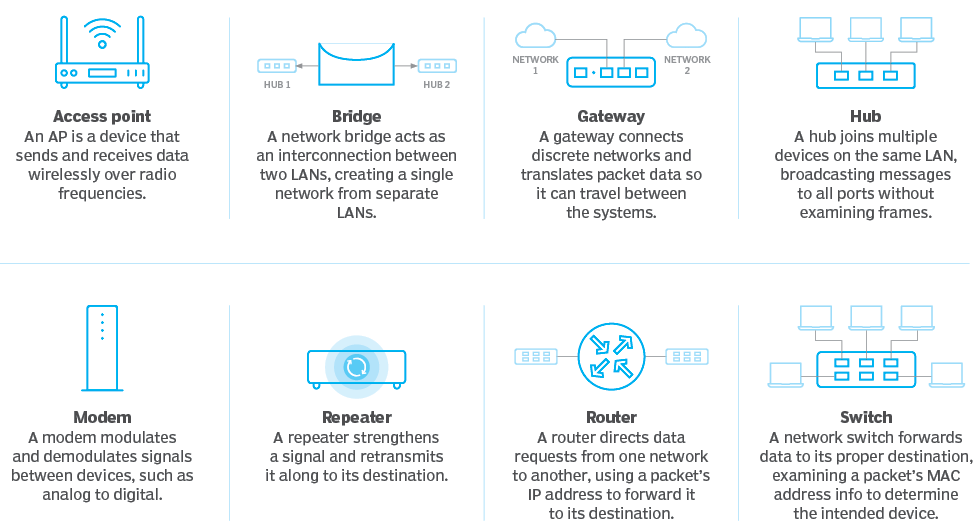 HUB 1
HUB 2
NETWORK
1
NETWORK
2
Access point
An AP is a device that
sends and receives data
wirelessly over radio
frequencies.
Bridge
A network bridge acts as
an interconnection between
two LANs, creating a single
network from separate
LANs.
Gateway
A gateway connects
discrete networks and
translates packet data so
it can travel between
the systems.
Hub
A hub joins multiple
devices on the same LAN,
broadcasting messages
to all ports without
examining frames.
Modem
A modem modulates
and demodulates signals
between devices, such as
analog to digital.
Repeater
A repeater strengthens
a signal and retransmits
it along to its destination.
Router
A router directs data
requests from one network
to another, using a packet's
IP address to forward it
to its destination.
Switch
A network switch forwards
data to its proper destination,
examining a packet's MAC
address info to determine
the intended device.